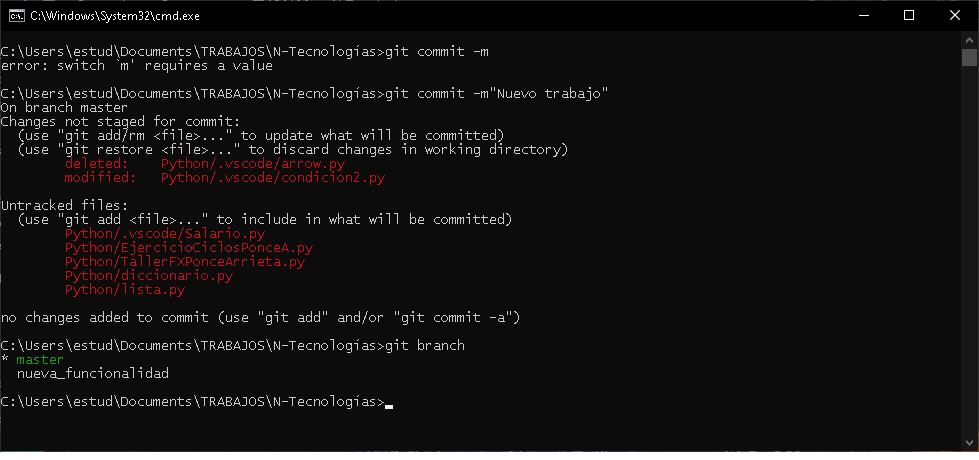 C:\Windows\System32\cmd.exe
C:\Users\estud\Documents\TRABAJOS\N-Tecnologías>git commit -m
error: switch `m' requires a value
C:\Users\estud\Documents\TRABAJOS\N-Tecnologías>git commit -m"Nuevo trabajo"
On branch master
Changes not staged for commit:
  (use "git add/rm <file>..." to update what will be committed)
  (use "git restore <file>..." to discard changes in working directory)
        deleted:    Python/.vscode/arrow.py
        modified:   Python/.vscode/condicion2.py
Untracked files:
  (use "git add <file>..." to include in what will be committed)
        Python/.vscode/Salario.py
        Python/EjercicioCiclosPonceA.py
        Python/TallerFXPonceArrieta.py
        Python/diccionario.py
        Python/lista.py
no changes added to commit (use "git add" and/or "git commit -a")
C:\Users\estud\Documents\TRABAJOS\N-Tecnologías>git branch
* master
  nueva_funcionalidad
C:\Users\estud\Documents\TRABAJOS\N-Tecnologías>